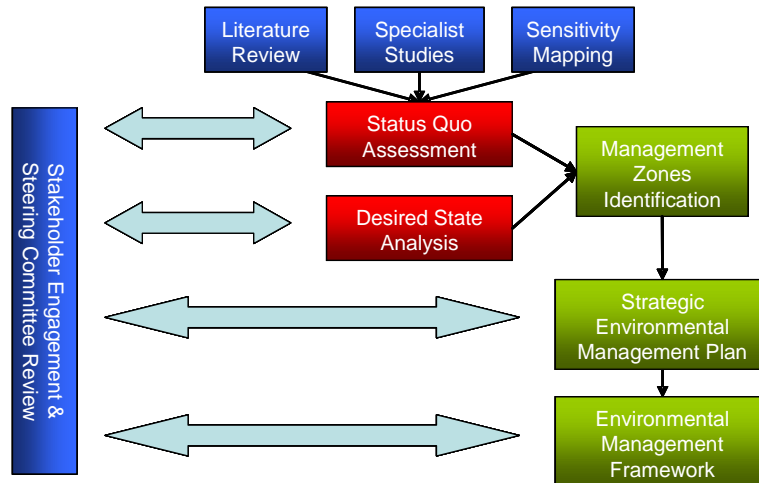 Literature
Review
Specialist
Studies
Sensitivity
Mapping
Status Quo
Assessment
Management
Zones
Identification
Desired State
Analysis
Stakeholder Engagement &
Steering Committee Review
Strategic
Environmental
Management Plan
Environmental
Management
Framework